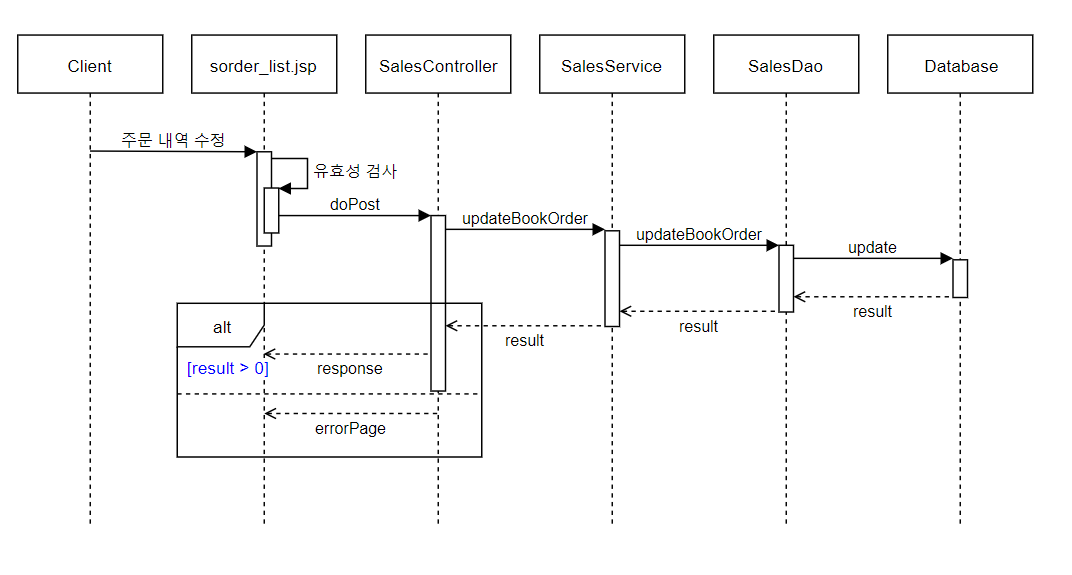 Client
sorder_list.jsp
SalesController
SalesService
SalesDao
Database
주문 내역 수정
유효성 검사
doPost
updateBookOrder
updateBookOrder
update
result
result
result
alt
[result > 0]
response
errorPage